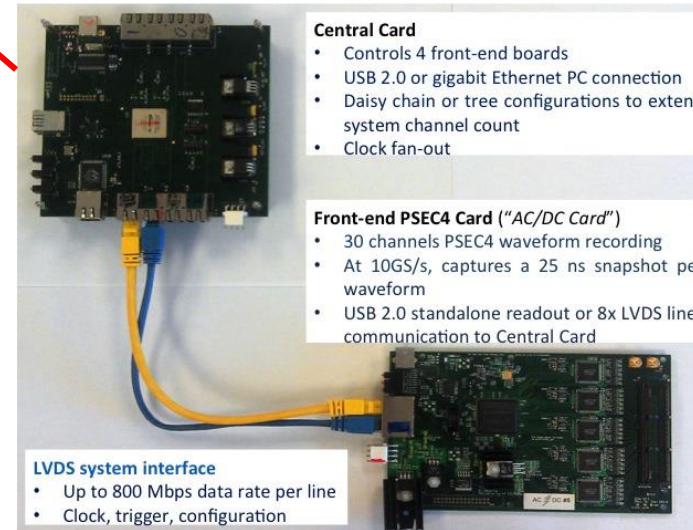 Central Card
• Controls 4 front-end boards
• USB 2.0 or gigabit Ethernet PC connection
• Daisy chain or tree configurations to exten
system channel count
• Clock fan-out
Front-end PSEC4 Card ("AC/DC Card")
• 30 channels PSEC4 waveform recording
• At 10GS/s, captures a 25 ns snapshot pe
waveform
• USB 2.0 standalone readout or 8x LVDS line
communication to Central Card
LVDS system interface
• Up to 800 Mbps data rate per line
• Clock, trigger, configuration
AC DC #5